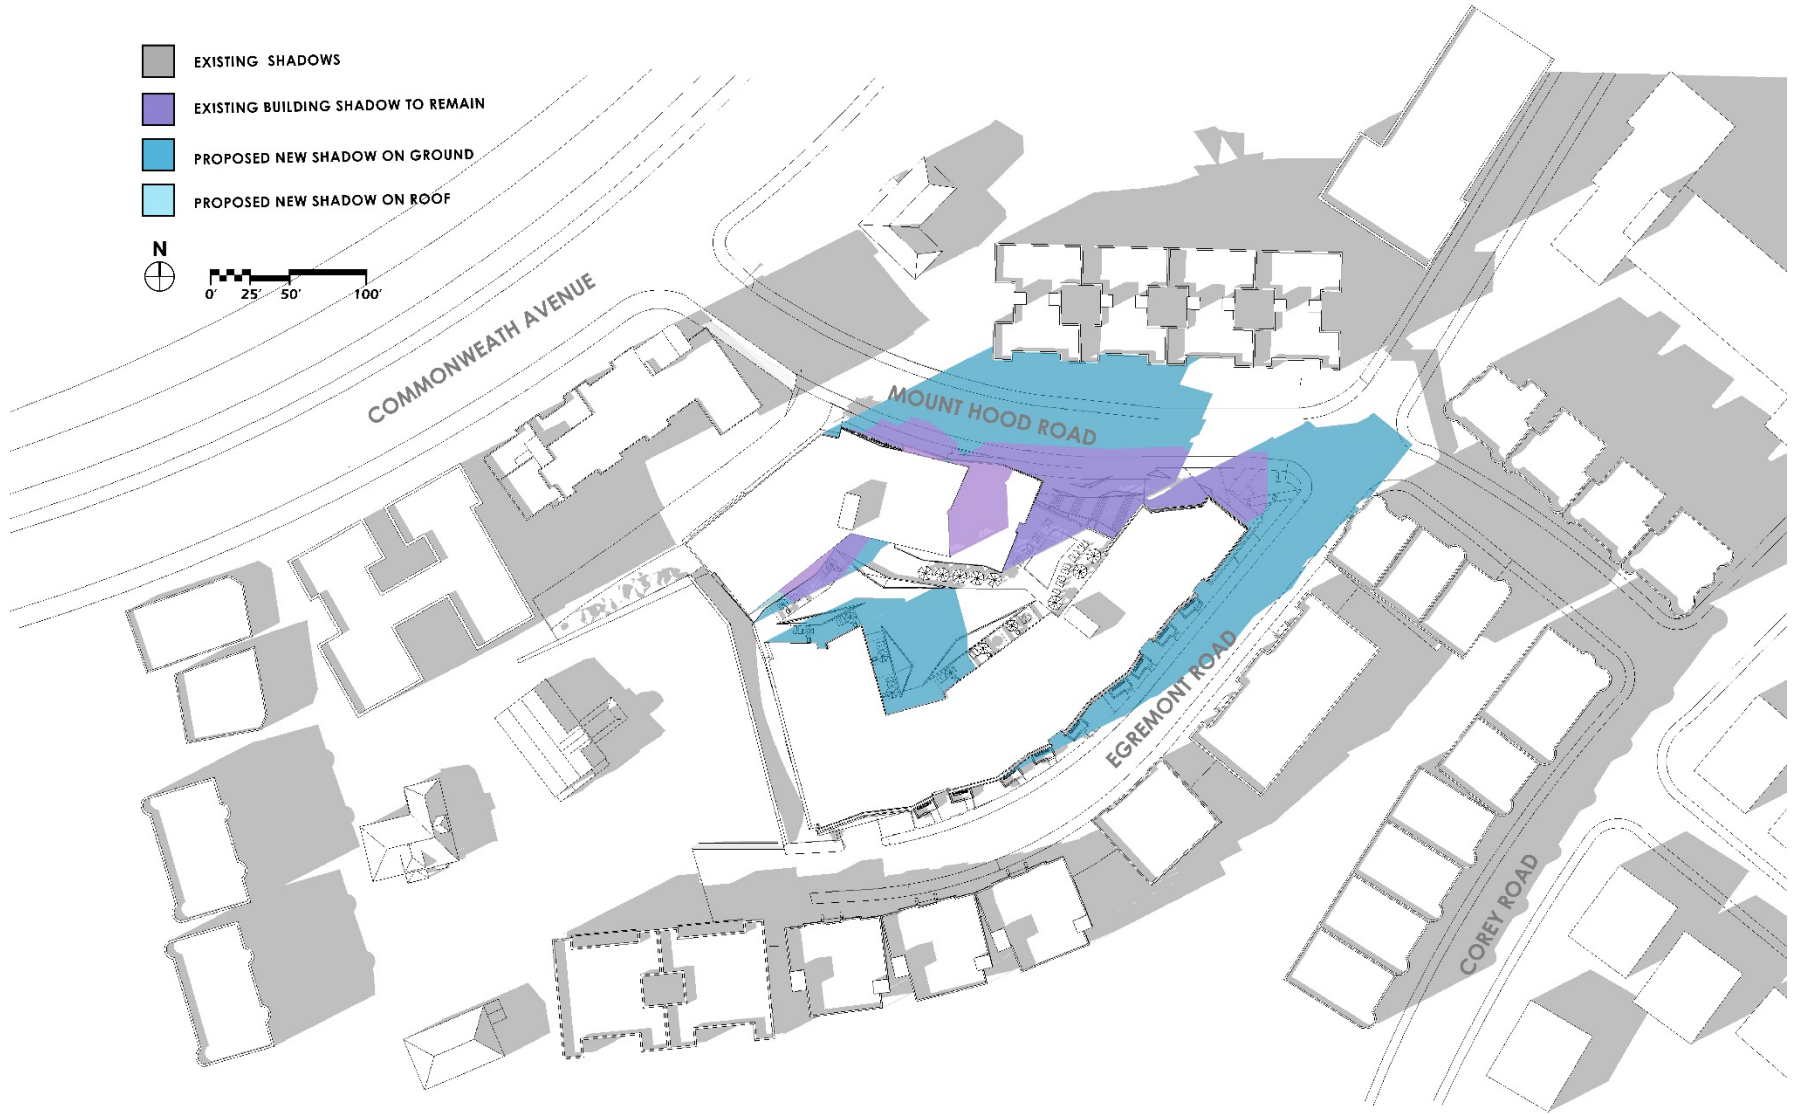 EXISTING SHADOWS
EXISTING BUILDING SHADOW TO REMAIN
PROPOSED NEW SHADOW ON GROUND
PROPOSED NEW SHADOW ON ROOF
N
0' 25' 50' 100'
COMMONWEATH AVENUE
MOUNT HOOD ROAD
EGREMONT ROAD
COREY ROAD